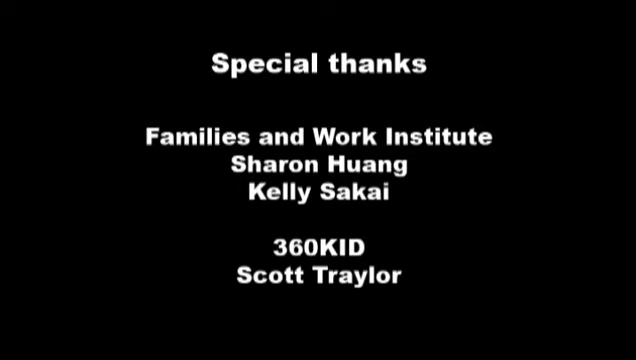 Special thanks
Families and Work Institute
Sharon Huang
Kelly Sakai
360KID
Scott Traylor